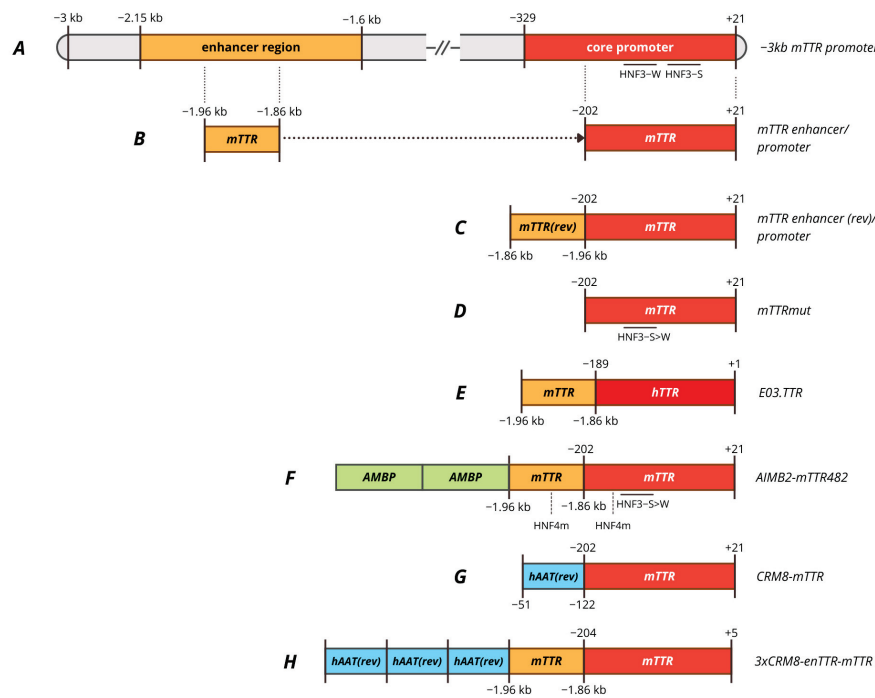 −3 kb −2.15 kb −1.6 kb −329 +21
A enhancer region –//– core promoter −3kb mTTR promoter
HNF3−W HNF3−S
−1.96 kb −1.86 kb −202 +21
B mTTR mTTR mTTR enhancer/
promoter
−202 +21
C mTTR(rev) mTTR mTTR enhancer (rev)/
promoter
−1.86 kb −1.96 kb
−202 +21
D mTTR mTTRmut
HNF3−S>W
−189 +1
E mTTR hTTR E03.TTR
−1.96 kb −1.86 kb
−202 +21
F AMBP AMBP mTTR mTTR AIMB2-mTTR482
−1.96 kb −1.86 kb HNF3−S>W
HNF4m HNF4m
−202 +21
G hAAT(rev) mTTR CRM8-mTTR
−51 −122
−204 +5
H hAAT(rev) hAAT(rev) hAAT(rev) mTTR mTTR 3xCRM8-enTTR-mTTR
−1.96 kb −1.86 kb